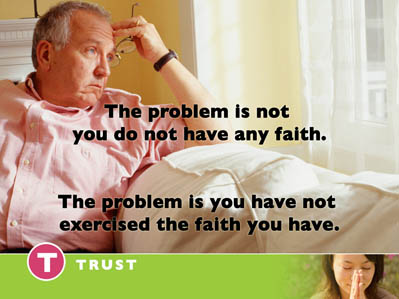 The problem is not
you do not have any faith.
The problem is you have not
exercised the faith you have.
T TRUST